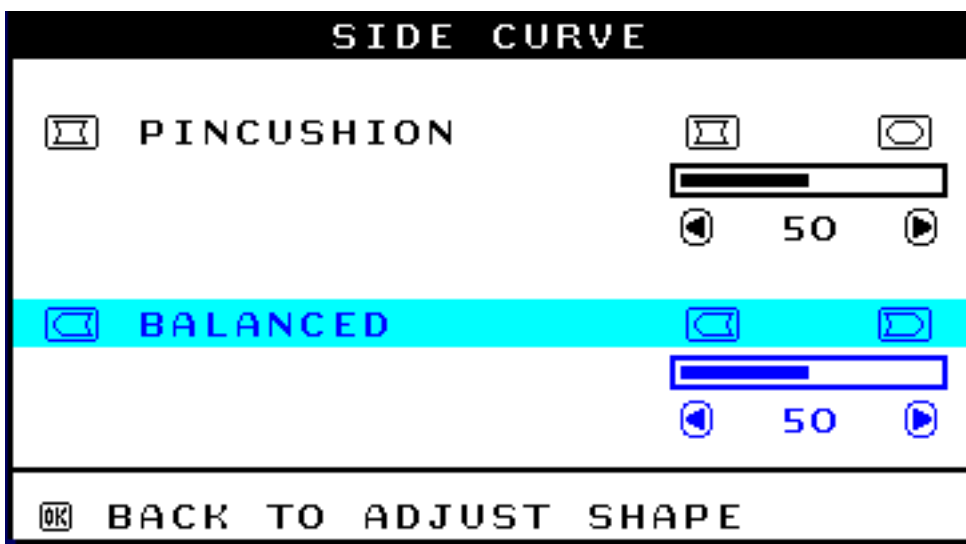 SIDE CURVE
PINCUSHION
50
BALANCED
50
OK BACK TO ADJUST SHAPE